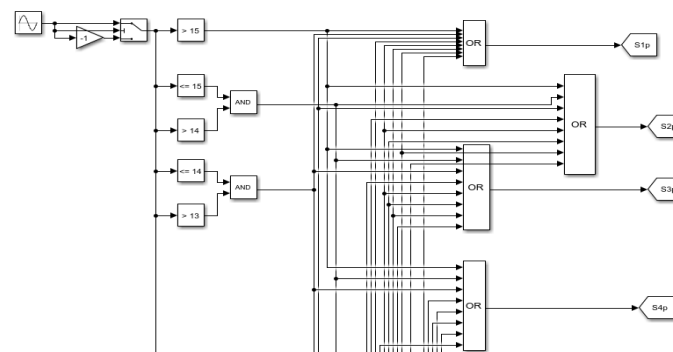 -1
> 15
OR
S1p
<= 15
AND
> 14
OR
S2p
<= 14
AND
> 13
OR
S3p
OR
S4p